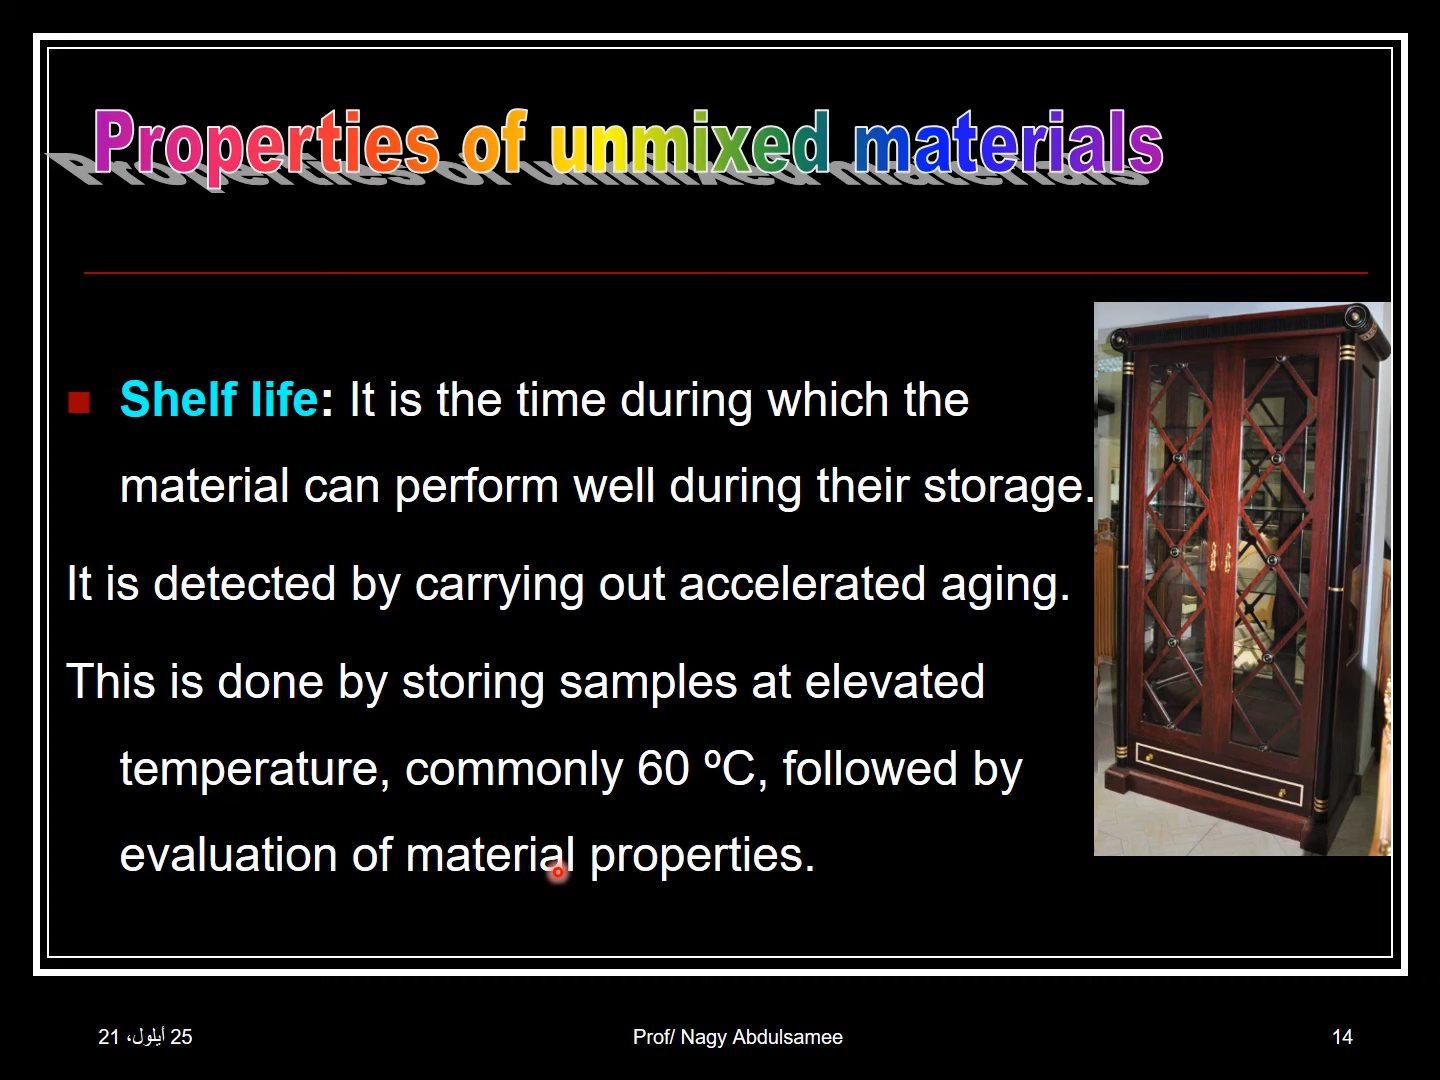 Properties of unmixed materials
Shelf life: It is the time during which the
material can perform well during their storage.
It is detected by carrying out accelerated aging.
This is done by storing samples at elevated
temperature, commonly 60 ºC, followed by
evaluation of material properties.
25 أيلول، 21
Prof/ Nagy Abdulsamee
14